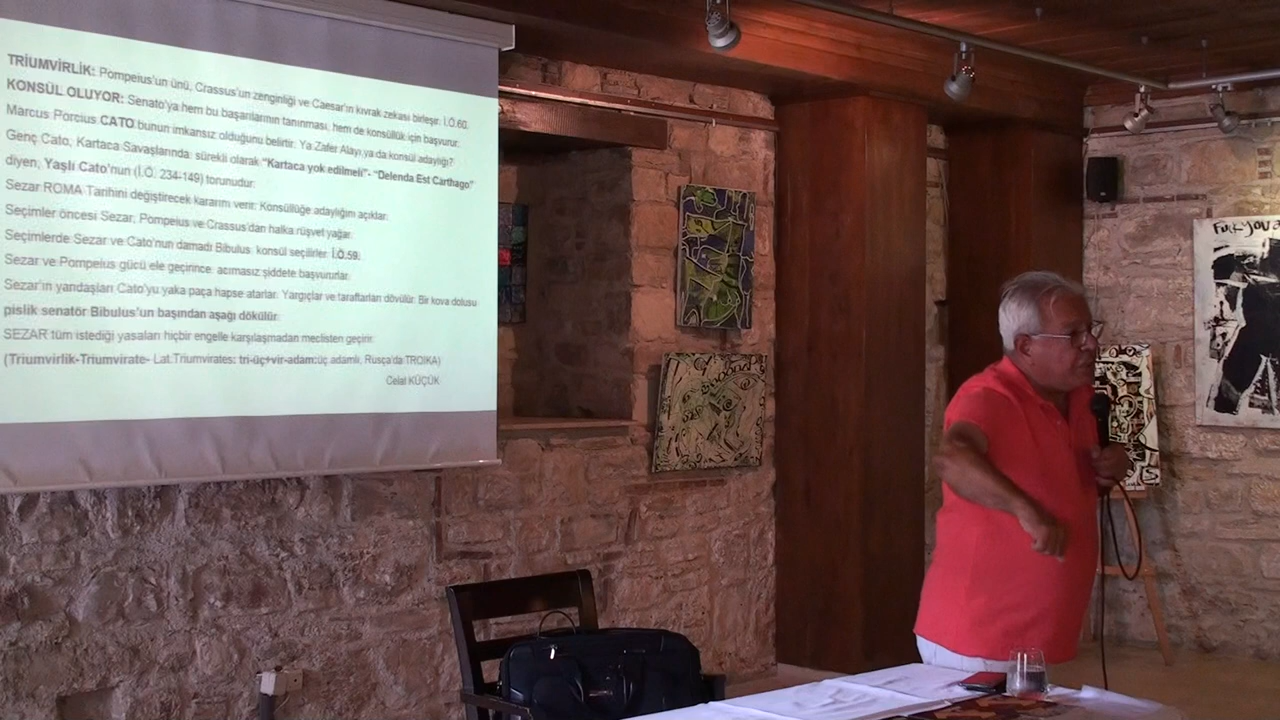 TRİUMVİRLİK: Pompeius'un ünü, Crassus'un zenginliği ve Caesar'ın kıvrak zekası birleşir. İ.Ö.60.
KONSÜL OLUYOR: Senato'ya hem bu başarılarının tanınması, hem de konsüllük için başvurur.
Marcus Porcius CATO bunun imkansız olduğunu belirtir. Ya Zafer Alayı ya da konsül adaylığı?
Genç Cato, Kartaca Savaşlarında. sürekli olarak "Kartaca yok edilmeli"- "Delenda Est Carthago"
diyen, Yaşlı Cato'nun (İ.Ö. 234-149) torunudur.
Sezar ROMA Tarihini değiştirecek kararını verir. Konsüllüğe adaylığını açıklar.
Seçimler öncesi Sezar, Pompeius ve Crassus'dan halka rüşvet yağar.
Seçimlerde Sezar ve Cato'nun damadı Bibulus: konsül seçilirler. İ.Ö.59.
Sezar ve Pompeius gücü ele geçirince. acımasız şiddete başvururlar.
Sezar'ın yandaşları Cato'yu yaka paça hapse atarlar. Yargıçlar ve taraftarları dövülür. Bir kova dolusu
pislik senatör Bibulus'un başından aşağı dökülür.
SEZAR tüm istediği yasaları hiçbir engelle karşılaşmadan meclisten geçirir.
(Triumvirlik-Triumvirate- Lat.Triumvirates: tri-üç+vir-adam:üç adamlı, Rusça'da TROIKA)
Celat KÜÇÜK
FUCK YOU